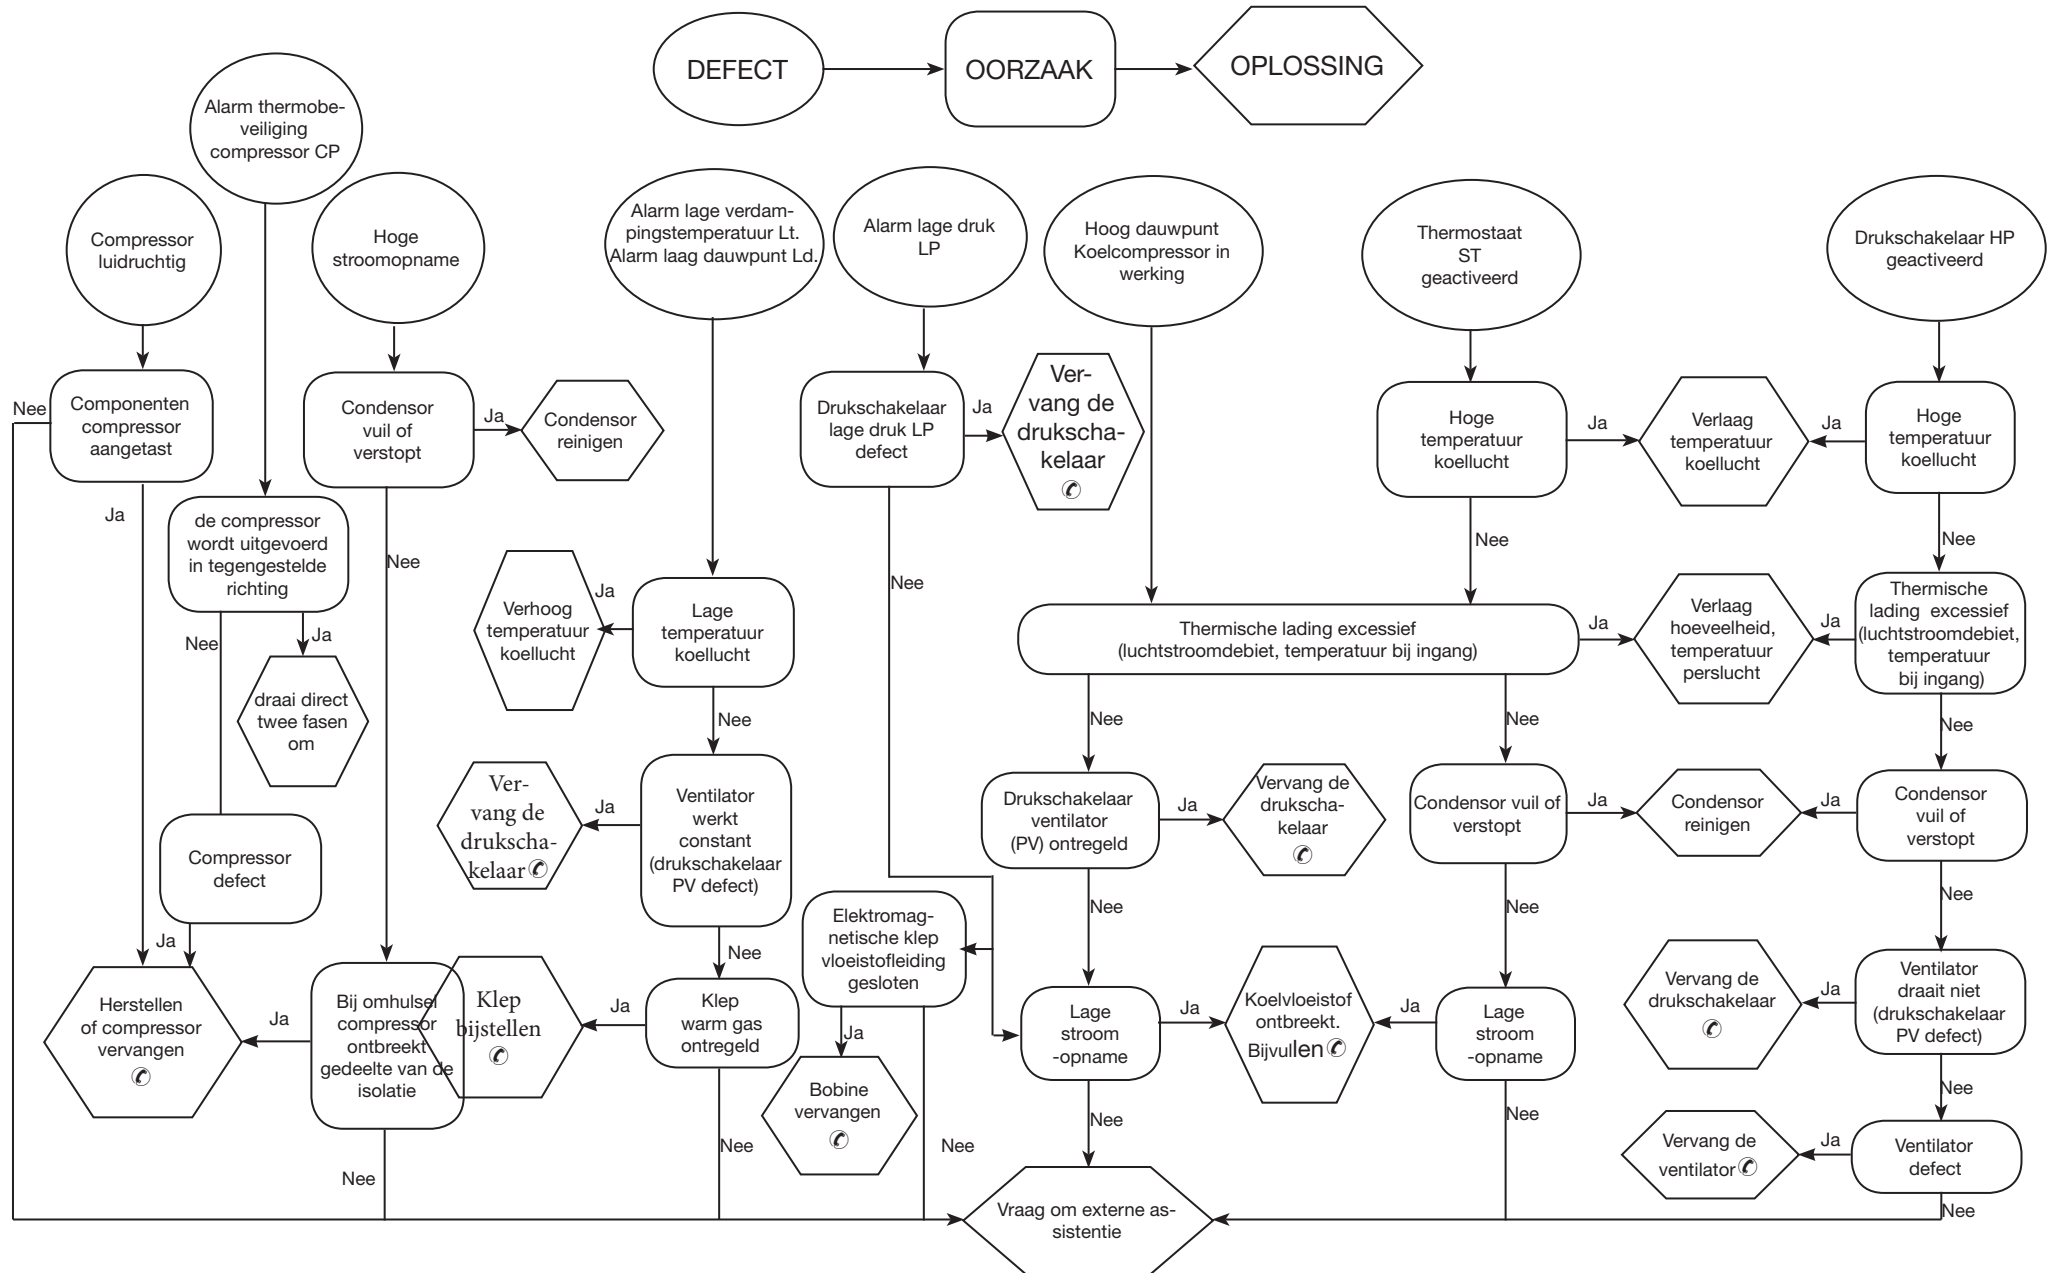 DEFECT
OORZAAK
OPLOSSING
Alarm thermobe-
veiliging
compressor CP
Compressor
luidruchtig
Hoge
stroomopname
Alarm lage verdam-
pingstemperatuur Lt.
Alarm laag dauwpunt Ld.
Alarm lage druk
LP
Hoog dauwpunt
Koelcompressor in
werking
Thermostaat
ST
geactiveerd
Drukschakelaar HP
geactiveerd
Nee
Componenten
compressor
aangetast
Ja
Condensor
vuil of
verstopt
Ja
Condensor
reinigen
Nee
Drukschakelaar
lage druk LP
defect
Ja
Ver-
vang de
drukscha-
kelaar
✆
Nee
Hoge
temperatuur
koellucht
Ja
Verlaag
temperatuur
koellucht
Ja
Hoge
temperatuur
koellucht
Nee
Nee
de compressor
wordt uitgevoerd
in tegengestelde
richting
Nee
Ja
draai direct
twee fasen
om
Verhoog
temperatuur
koellucht
Ja
Lage
temperatuur
koellucht
Nee
Thermische lading excessief
(luchtstroomdebiet, temperatuur bij ingang)
Ja
Verlaag
hoeveelheid,
temperatuur
perslucht
Ja
Thermische
lading excessief
(luchtstroomdebiet,
temperatuur
bij ingang)
Nee
Nee
Nee
Ver-
vang de
drukscha-
kelaar ✆
Ja
Ventilator
werkt
constant
(drukschakelaar
PV defect)
Nee
Drukschakelaar
ventilator
(PV) ontregeld
Ja
Vervang de
drukscha-
kelaar
✆
Nee
Condensor vuil of
verstopt
Ja
Condensor
reinigen
Ja
Condensor
vuil of
verstopt
Nee
Nee
Compressor
defect
Ja
Elektromag-
netische klep
vloeistofleiding
gesloten
Ja
Herstellen
of compressor
vervangen
✆
Ja
Bij omhulsel
compressor
ontbreekt
gedeelte van de
isolatie
Nee
Klep
bijstellen
✆
Ja
Klep
warm gas
ontregeld
Nee
Bobine
vervangen
✆
Nee
Lage
stroom
-opname
Ja
Koelvloeistof
ontbreekt.
Bijvullen ✆
Ja
Lage
stroom
-opname
Nee
Nee
Vervang de
drukschakelaar
✆
Ja
Ventilator
draait niet
(drukschakelaar
PV defect)
Nee
Vervang de
ventilator ✆
Ja
Ventilator
defect
Nee
Vraag om externe as-
sistentie